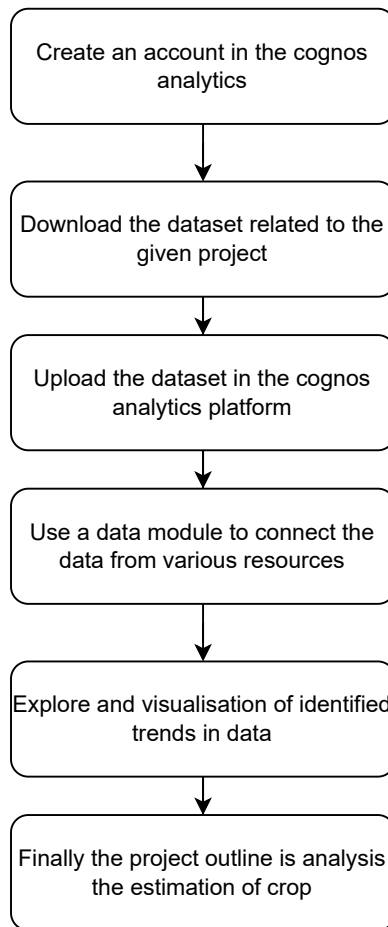 Create an account in the cognos
analytics
Download the dataset related to the
given project
Upload the dataset in the cognos
analytics platform
Use a data module to connect the
data from various resources
Explore and visualisation of identified
trends in data
Finally the project outline is analysis
the estimation of crop